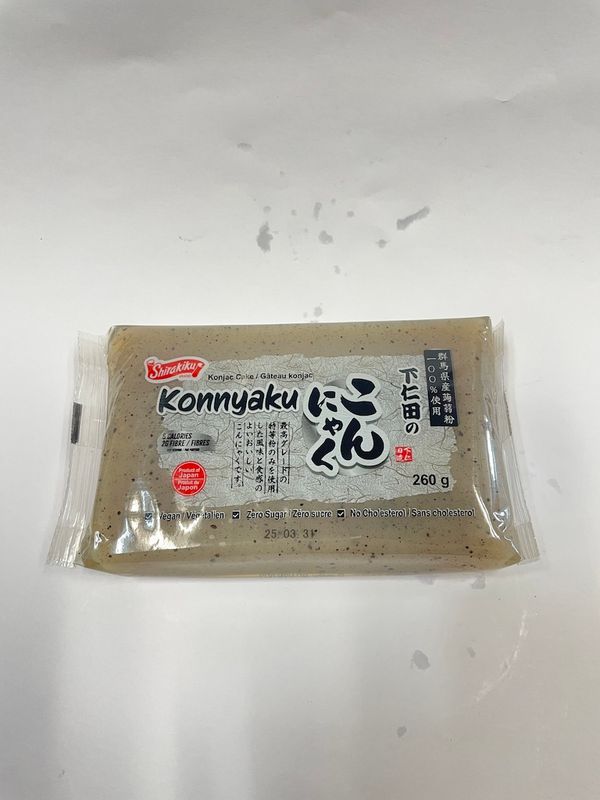 Shirakiku
Konjac Cake / Gâteau konjac
Konnyaku
こんにゃく
下仁田の
群馬県産蒟蒻粉
一〇〇%使用
最高グレードの
特等粉のみを使用
した風味と食感の
よいおいしい
こんにゃくです。
5 CALORIES
2G FIBRE / FIBRES
Product of
Japan
Produit du
Japon
260 g
Vegan / Végétalien
Zero Sugar / Zéro sucre
No Cholesterol / Sans cholesterol
25.03.31